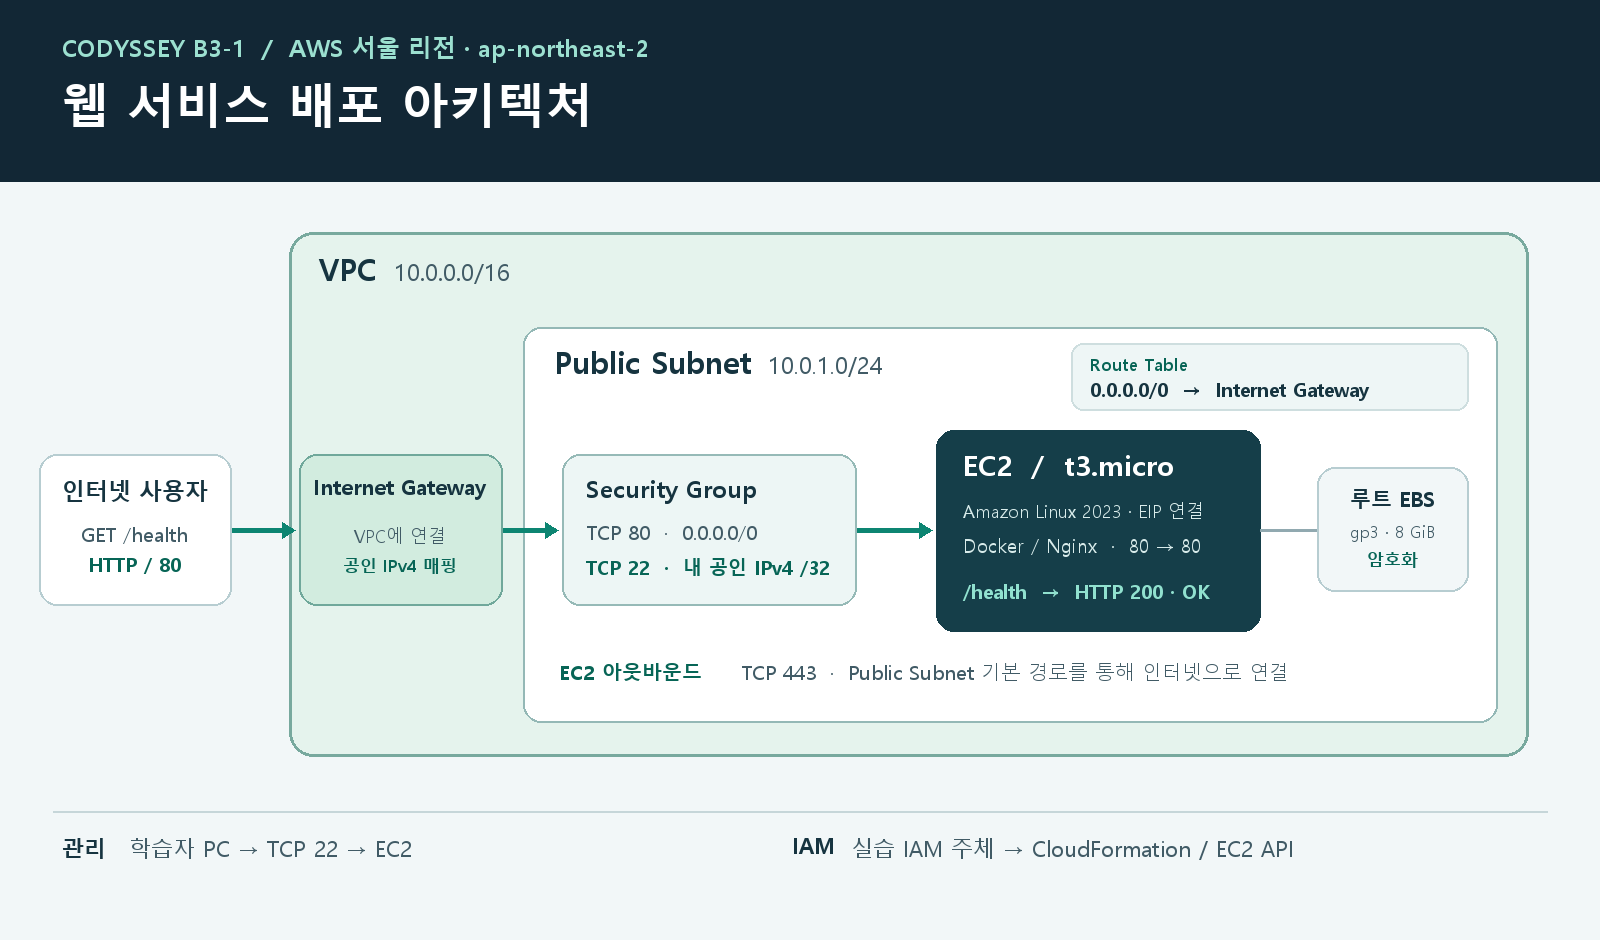 CODYSSEY B3-1 / AWS 서울 리전 · ap-northeast-2
웹 서비스 배포 아키텍처
VPC 10.0.0.0/16
Public Subnet 10.0.1.0/24
Route Table
0.0.0.0/0 → Internet Gateway
인터넷 사용자
GET /health
HTTP / 80
Internet Gateway
VPC에 연결
공인 IPv4 매핑
Security Group
TCP 80 · 0.0.0.0/0
TCP 22 · 내 공인 IPv4 /32
EC2 / t3.micro
Amazon Linux 2023 · EIP 연결
Docker / Nginx · 80 → 80
/health → HTTP 200 · OK
루트 EBS
gp3 · 8 GiB
암호화
EC2 아웃바운드 TCP 443 · Public Subnet 기본 경로를 통해 인터넷으로 연결
관리 학습자 PC → TCP 22 → EC2
IAM 실습 IAM 주체 → CloudFormation / EC2 API